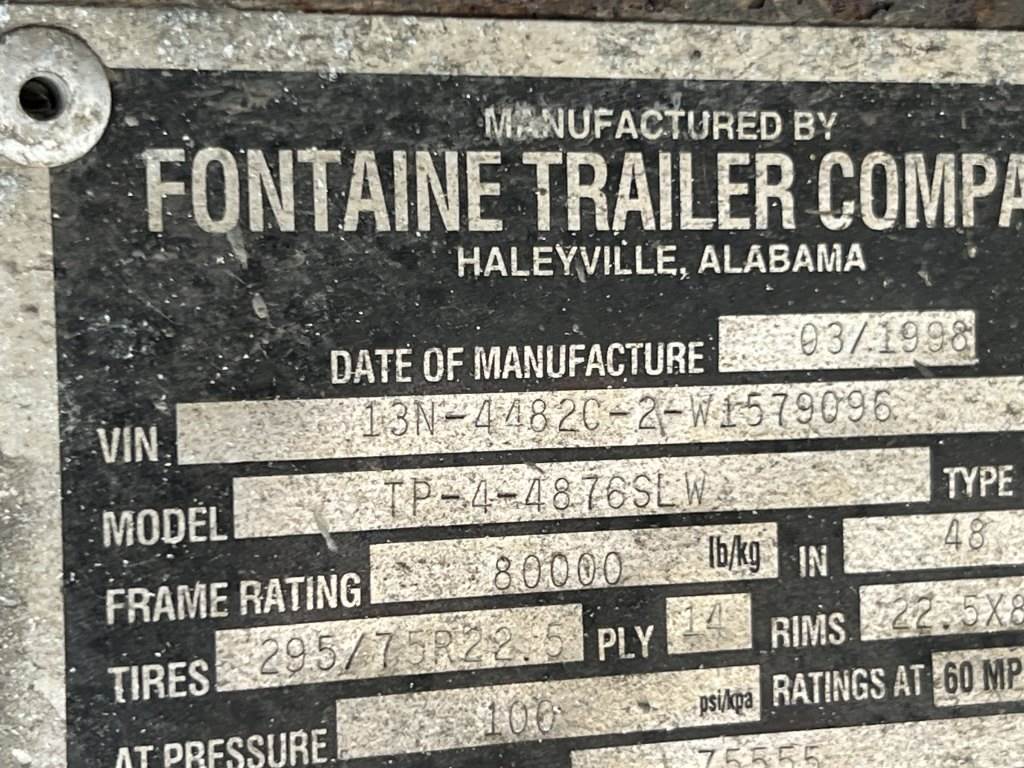 MANUFACTURED BY
FONTAINE TRAILER COMPA
HALEYVILLE, ALABAMA
DATE OF MANUFACTURE 03/1998
VIN 13N-4482C-2-W1579096
MODEL TP-4-4876SLW TYPE
FRAME RATING 80000 lb/kg IN 48
TIRES 295/75R22.5 PLY 14 RIMS 22.5X8
AT PRESSURE 100 psi/kpa RATINGS AT 60 MP
75555